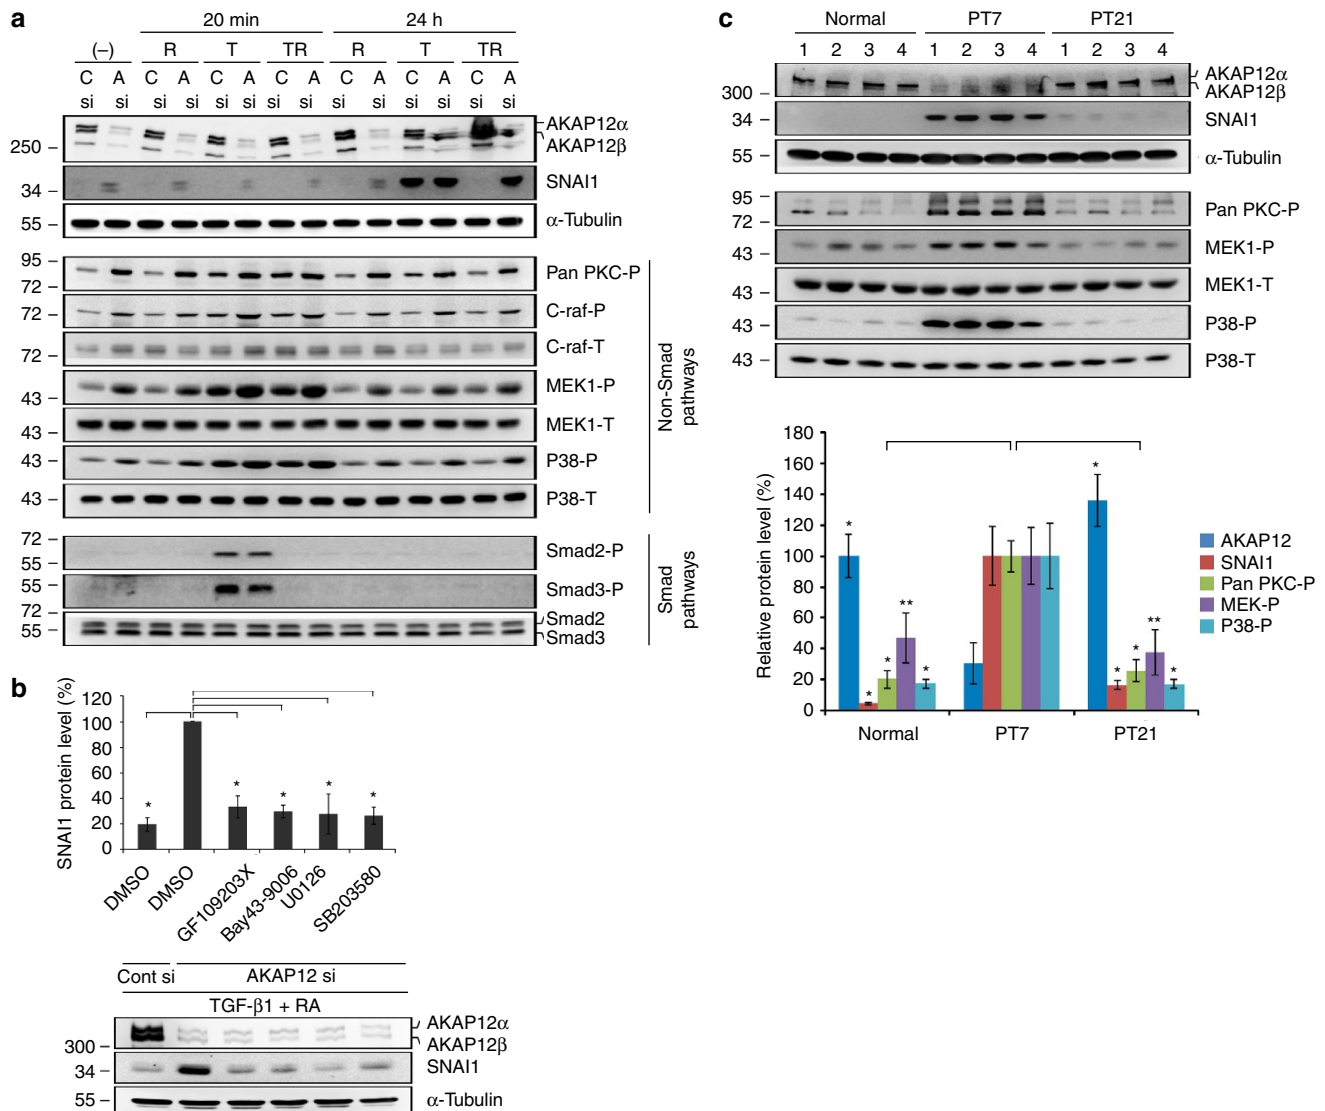 a
20 min 24 h
(–) R T TR R T TR
C A C A C A C A C A C A C A
si si si si si si si si si si si si si si
AKAP12α
250 AKAP12β
34 SNAI1
55 α-Tubulin
95
72 Pan PKC-P
72 C-raf-P
72 C-raf-T
43 MEK1-P
43 MEK1-T
43 P38-P
43 P38-T
Non-Smad pathways
72
55 Smad2-P
55 Smad3-P
72 Smad2
55 Smad3
Smad pathways
b
SNAI1 protein level (%)
120
100
80
60
40
20
0
* * * * *
DMSO DMSO GF109203X Bay43-9006 U0126 SB203580
Cont si AKAP12 si
TGF-β1 + RA
AKAP12α
300 AKAP12β
34 SNAI1
55 α-Tubulin
c
Normal PT7 PT21
1 2 3 4 1 2 3 4 1 2 3 4
AKAP12α
300 AKAP12β
34 SNAI1
55 α-Tubulin
95
72 Pan PKC-P
43 MEK1-P
43 MEK1-T
43 P38-P
43 P38-T
Relative protein level (%)
180
160
140
120
100
80
60
40
20
0
* * * ** * * * * ** *
Normal PT7 PT21
AKAP12
SNAI1
Pan PKC-P
MEK-P
P38-P